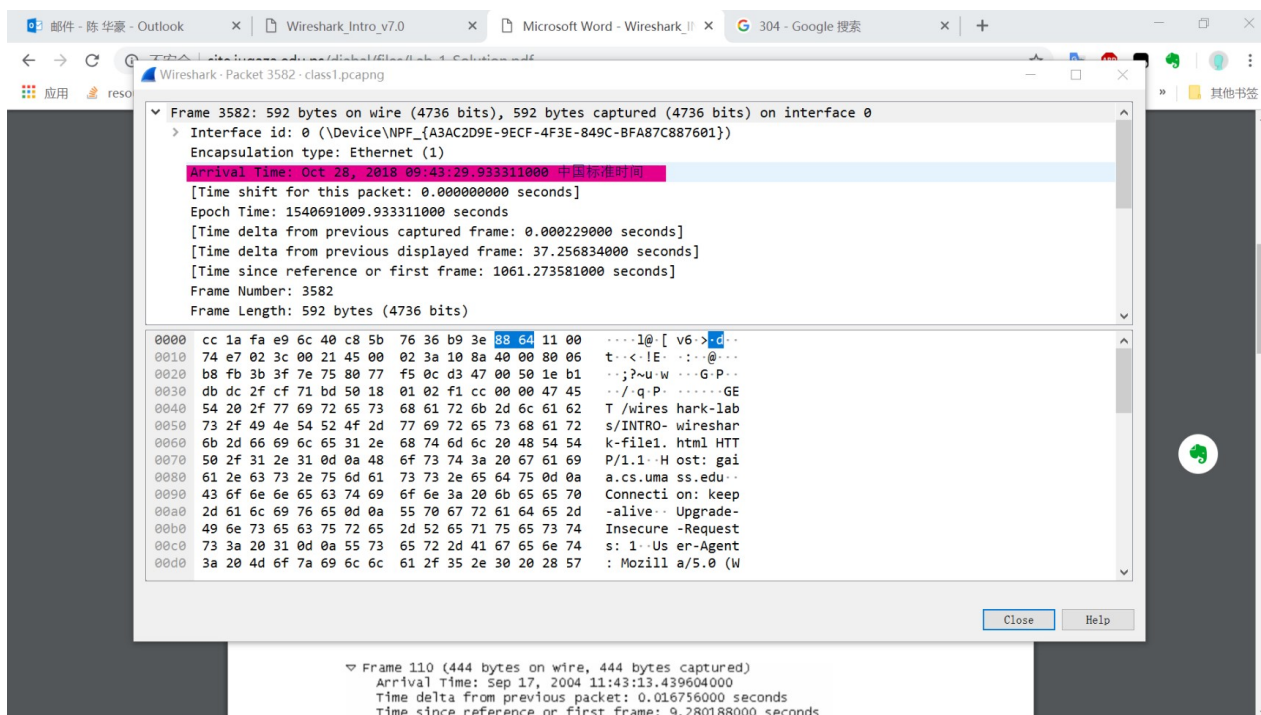 邮件 - 陈 华豪 - Outlook
Wireshark_Intro_v7.0
Microsoft Word - Wireshark_I
304 - Google 搜索
应用
reso
»
其他书签
Wireshark · Packet 3582 · class1.pcapng
Frame 3582: 592 bytes on wire (4736 bits), 592 bytes captured (4736 bits) on interface 0
Interface id: 0 (\Device\NPF_{A3AC2D9E-9ECF-4F3E-849C-BFA87C887601})
Encapsulation type: Ethernet (1)
Arrival Time: Oct 28, 2018 09:43:29.933311000 中国标准时间
[Time shift for this packet: 0.000000000 seconds]
Epoch Time: 1540691009.933311000 seconds
[Time delta from previous captured frame: 0.000229000 seconds]
[Time delta from previous displayed frame: 37.256834000 seconds]
[Time since reference or first frame: 1061.273581000 seconds]
Frame Number: 3582
Frame Length: 592 bytes (4736 bits)
0000 cc 1a fa e9 6c 40 c8 5b 76 36 b9 3e 88 64 11 00 ····l@·[ v6·>·d··
0010 74 e7 02 3c 00 21 45 00 02 3a 10 8a 40 00 80 06 t··<·!E· ·:··@···
0020 b8 fb 3b 3f 7e 75 80 77 f5 0c d3 47 00 50 1e b1 ··;?~u·w ···G·P··
0030 db dc 2f cf 71 bd 50 18 01 02 f1 cc 00 00 47 45 ··/·q·P· ······GE
0040 54 20 2f 77 69 72 65 73 68 61 72 6b 2d 6c 61 62 T /wires hark-lab
0050 73 2f 49 4e 54 52 4f 2d 77 69 72 65 73 68 61 72 s/INTRO- wireshar
0060 6b 2d 66 69 6c 65 31 2e 68 74 6d 6c 20 48 54 54 k-file1. html HTT
0070 50 2f 31 2e 31 0d 0a 48 6f 73 74 3a 20 67 61 69 P/1.1··H ost: gai
0080 61 2e 63 73 2e 75 6d 61 73 73 2e 65 64 75 0d 0a a.cs.uma ss.edu··
0090 43 6f 6e 6e 65 63 74 69 6f 6e 3a 20 6b 65 65 70 Connecti on: keep
00a0 2d 61 6c 69 76 65 0d 0a 55 70 67 72 61 64 65 2d -alive·· Upgrade-
00b0 49 6e 73 65 63 75 72 65 2d 52 65 71 75 65 73 74 Insecure -Request
00c0 73 3a 20 31 0d 0a 55 73 65 72 2d 41 67 65 6e 74 s: 1··Us er-Agent
00d0 3a 20 4d 6f 7a 69 6c 6c 61 2f 35 2e 30 20 28 57 : Mozill a/5.0 (W
Close
Help
Frame 110 (444 bytes on wire, 444 bytes captured)
Arrival Time: Sep 17, 2004 11:43:13.439604000
Time delta from previous packet: 0.016756000 seconds
Time since reference or first frame: 9.280188000 seconds